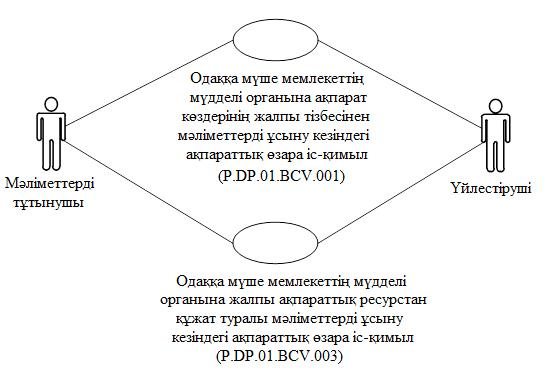 Одаққа мүше мемлекеттің
мүдделі органына ақпарат
көздерінің жалпы тізбесінен
мәліметтерді ұсыну кезіндегі
ақпараттық өзара іс-қимыл
(P.DP.01.BCV.001)
Мәліметтерді
тұтынушы
Үйлестіруші
Одаққа мүше мемлекеттің мүдделі
органына жалпы ақпараттық ресурстан
құжат туралы мәліметтерді ұсыну
кезіндегі ақпараттық өзара іс-қимыл
(P.DP.01.BCV.003)